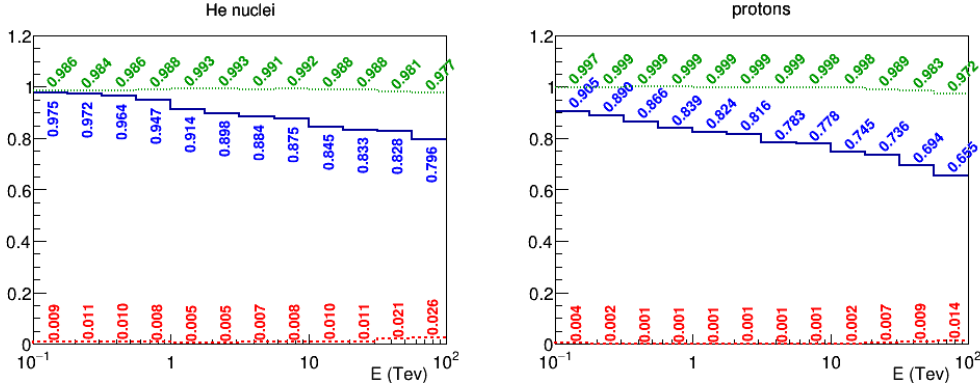 He nuclei
1.2
1
0.8
0.6
0.4
0.2
0
0.986 0.984 0.986 0.988 0.993 0.993 0.991 0.992 0.988 0.988 0.981 0.977
0.975 0.972 0.964 0.947 0.914 0.898 0.884 0.875 0.845 0.833 0.828 0.796
0.009 0.011 0.010 0.008 0.005 0.005 0.007 0.008 0.010 0.011 0.021 0.026
10⁻¹ 1 10 10²
E (Tev)
protons
1.2
1
0.8
0.6
0.4
0.2
0
0.997 0.999 0.999 0.999 0.999 0.999 0.999 0.998 0.998 0.989 0.983 0.972
0.905 0.890 0.866 0.839 0.824 0.816 0.783 0.778 0.745 0.736 0.694 0.655
0.004 0.002 0.001 0.001 0.001 0.001 0.001 0.001 0.002 0.007 0.009 0.014
10⁻¹ 1 10 10²
E (Tev)